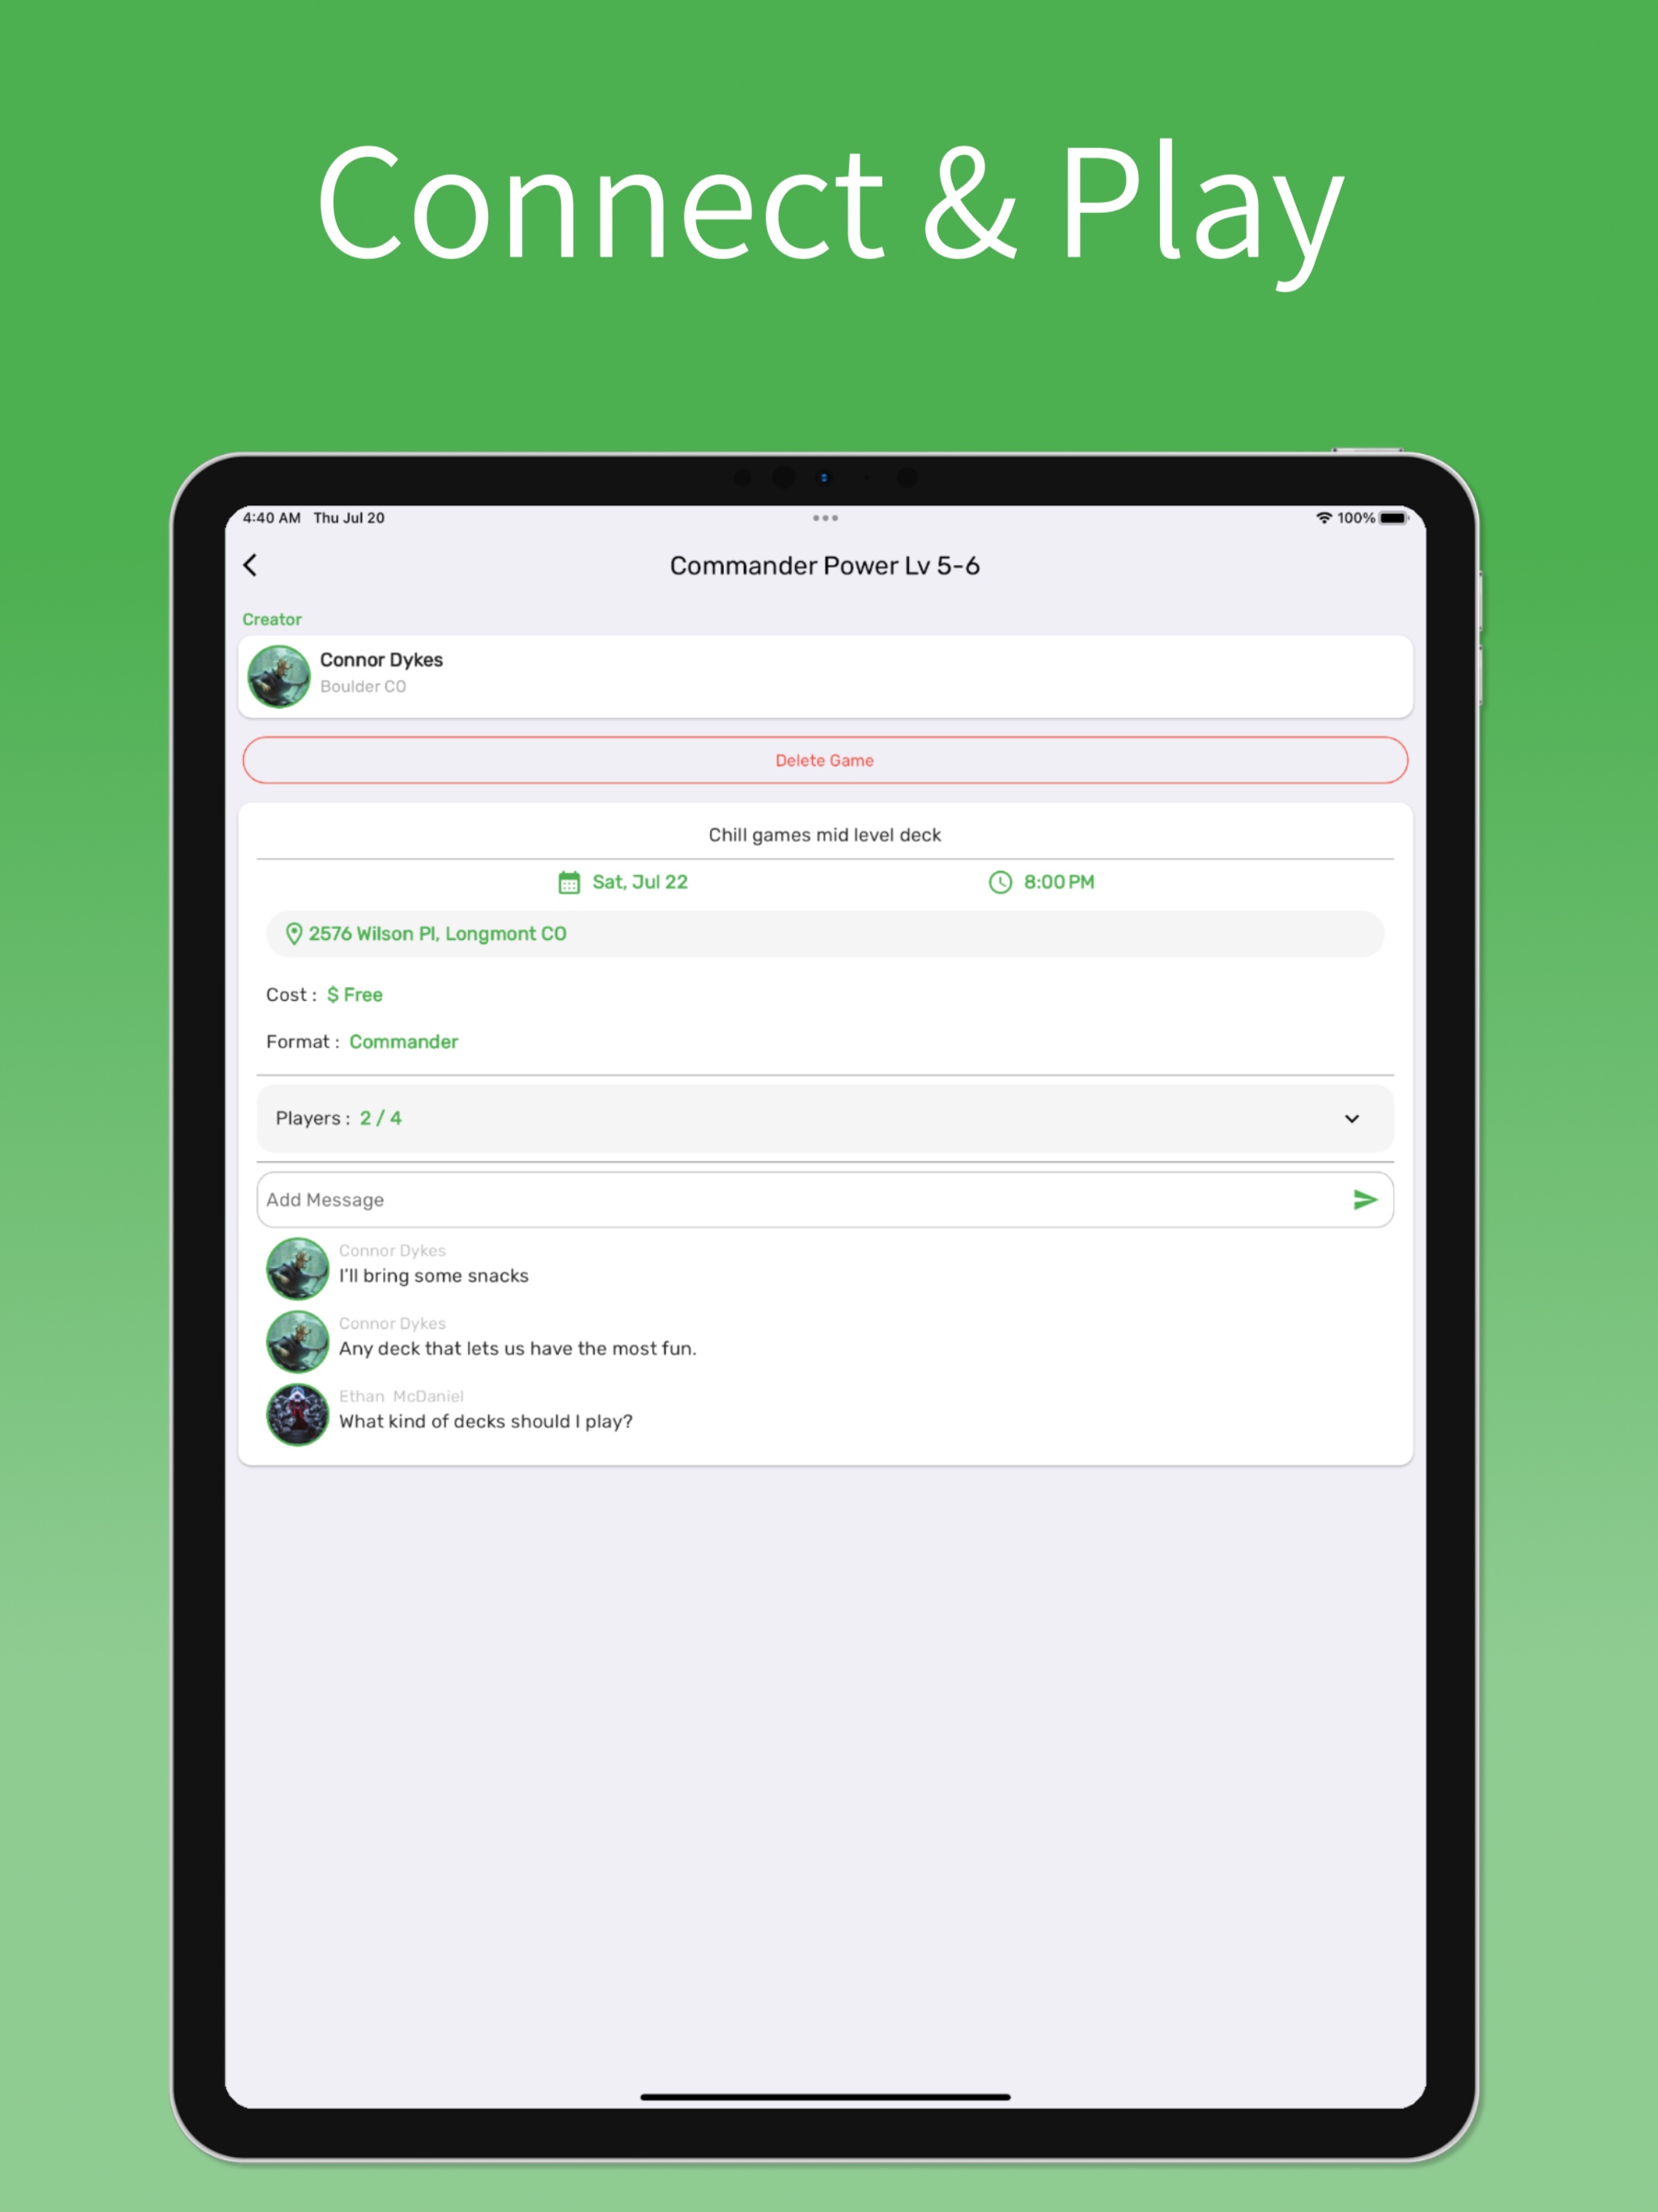 Connect & Play
4:40 AM Thu Jul 20
100%
Commander Power Lv 5-6
Creator
Connor Dykes
Boulder CO
Delete Game
Chill games mid level deck
Sat, Jul 22
8:00 PM
2576 Wilson Pl, Longmont CO
Cost : $ Free
Format : Commander
Players : 2 / 4
Add Message
Connor Dykes
I'll bring some snacks
Connor Dykes
Any deck that lets us have the most fun.
Ethan McDaniel
What kind of decks should I play?